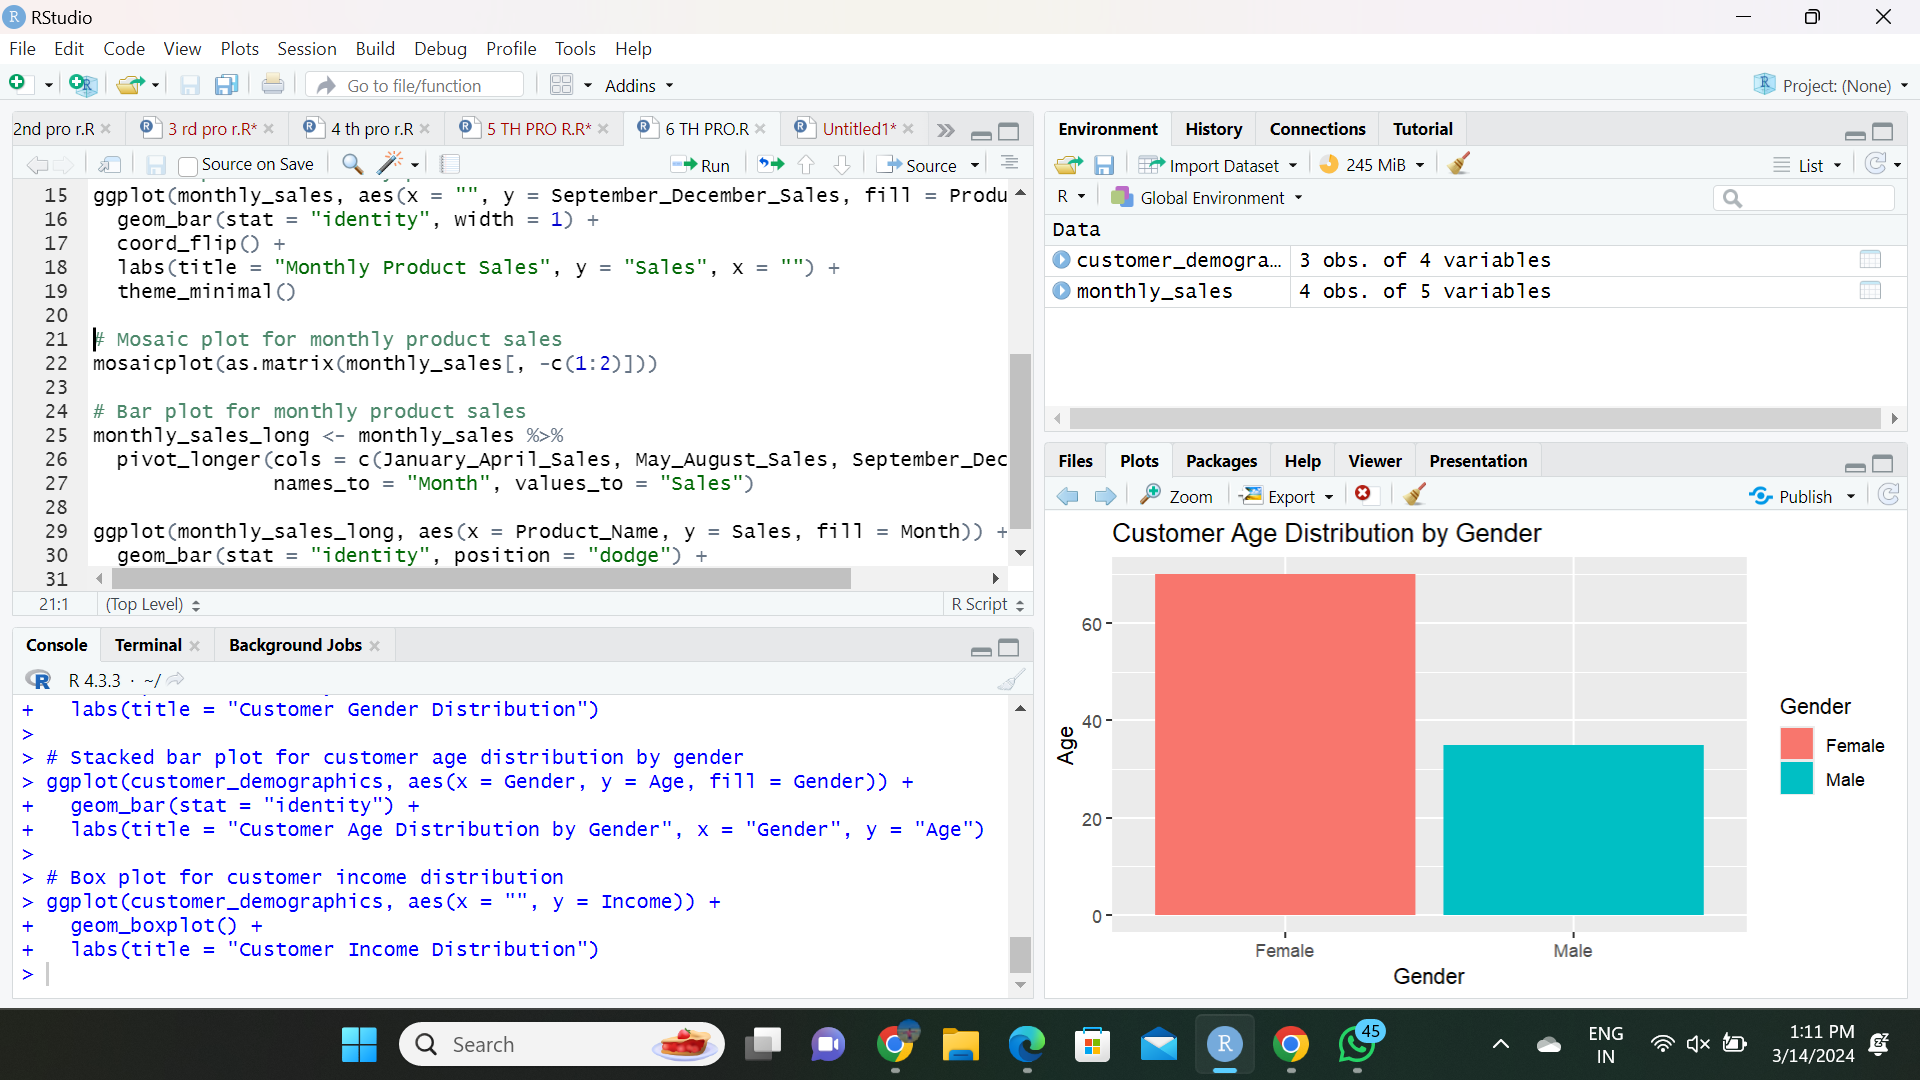 RStudio
File Edit Code View Plots Session Build Debug Profile Tools Help
Go to file/function Addins Project: (None)
2nd pro r.R 3 rd pro r.R* 4 th pro r.R 5 TH PRO R.R* 6 TH PRO.R Untitled1*
Source on Save Run Source
15 ggplot(monthly_sales, aes(x = "", y = September_December_Sales, fill = Produ
16 geom_bar(stat = "identity", width = 1) +
17 coord_flip() +
18 labs(title = "Monthly Product Sales", y = "Sales", x = "") +
19 theme_minimal()
20
21 # Mosaic plot for monthly product sales
22 mosaicplot(as.matrix(monthly_sales[, -c(1:2)]))
23
24 # Bar plot for monthly product sales
25 monthly_sales_long <- monthly_sales %>%
26 pivot_longer(cols = c(January_April_Sales, May_August_Sales, September_Dec
27 names_to = "Month", values_to = "Sales")
28
29 ggplot(monthly_sales_long, aes(x = Product_Name, y = Sales, fill = Month)) +
30 geom_bar(stat = "identity", position = "dodge") +
31
21:1 (Top Level) R Script
Console Terminal Background Jobs
R 4.3.3 · ~/
+ labs(title = "Customer Gender Distribution")
>
> # Stacked bar plot for customer age distribution by gender
> ggplot(customer_demographics, aes(x = Gender, y = Age, fill = Gender)) +
+ geom_bar(stat = "identity") +
+ labs(title = "Customer Age Distribution by Gender", x = "Gender", y = "Age")
>
> # Box plot for customer income distribution
> ggplot(customer_demographics, aes(x = "", y = Income)) +
+ geom_boxplot() +
+ labs(title = "Customer Income Distribution")
>
Environment History Connections Tutorial
Import Dataset 245 MiB List
R Global Environment
Data
customer_demogra… 3 obs. of 4 variables
monthly_sales 4 obs. of 5 variables
Files Plots Packages Help Viewer Presentation
Zoom Export Publish
Customer Age Distribution by Gender
60
40
20
0
Age
Female Male
Gender
Gender
Female
Male
Search
45
ENG
IN
1:11 PM
3/14/2024